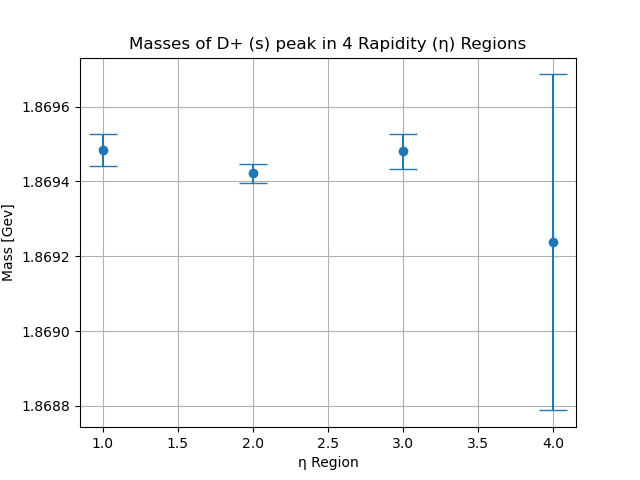 Masses of D+ (s) peak in 4 Rapidity (η) Regions
Mass [Gev]
1.8696
1.8694
1.8692
1.8690
1.8688
1.0 1.5 2.0 2.5 3.0 3.5 4.0
η Region